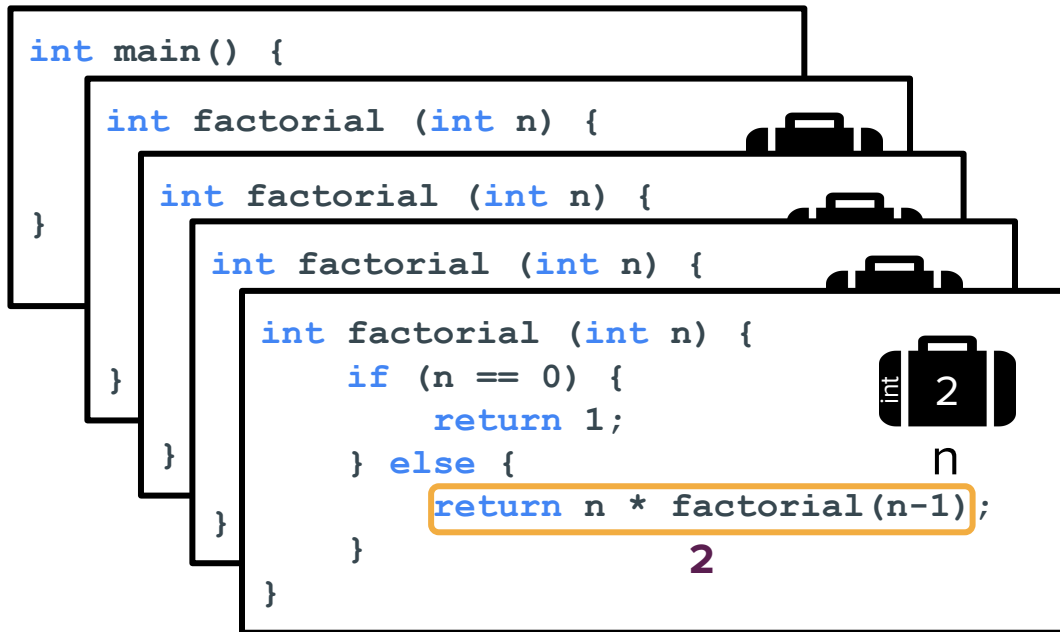 int main() {
}
int factorial (int n) {
}
int factorial (int n) {
}
int factorial (int n) {
}
int factorial (int n) {
if (n == 0) {
return 1;
} else {
return n * factorial(n-1);
}
}
int
2
n
2